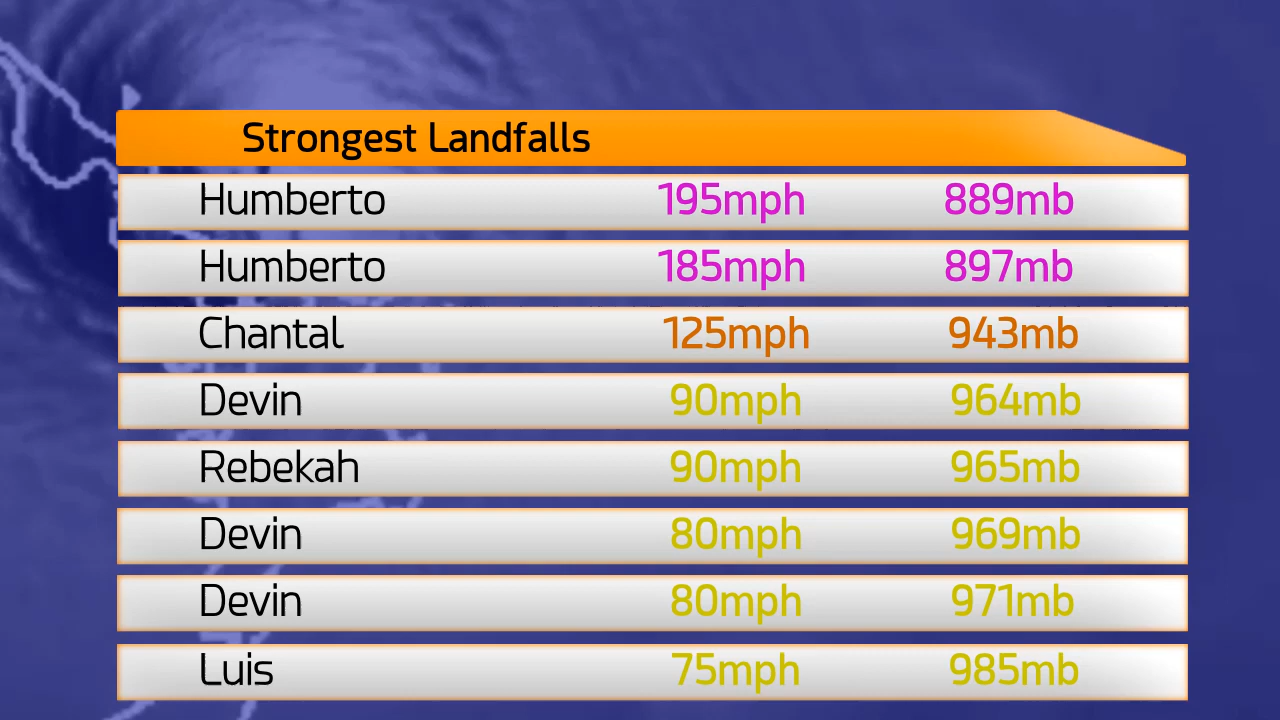 Strongest Landfalls
Humberto 195mph 889mb
Humberto 185mph 897mb
Chantal 125mph 943mb
Devin 90mph 964mb
Rebekah 90mph 965mb
Devin 80mph 969mb
Devin 80mph 971mb
Luis 75mph 985mb